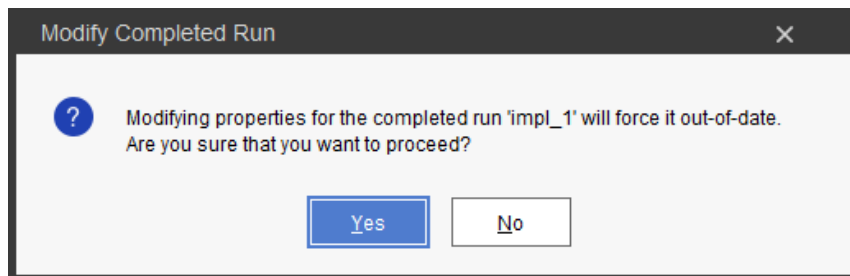 Modify Completed Run
Modifying properties for the completed run 'impl_1' will force it out-of-date.
Are you sure that you want to proceed?
Yes
No